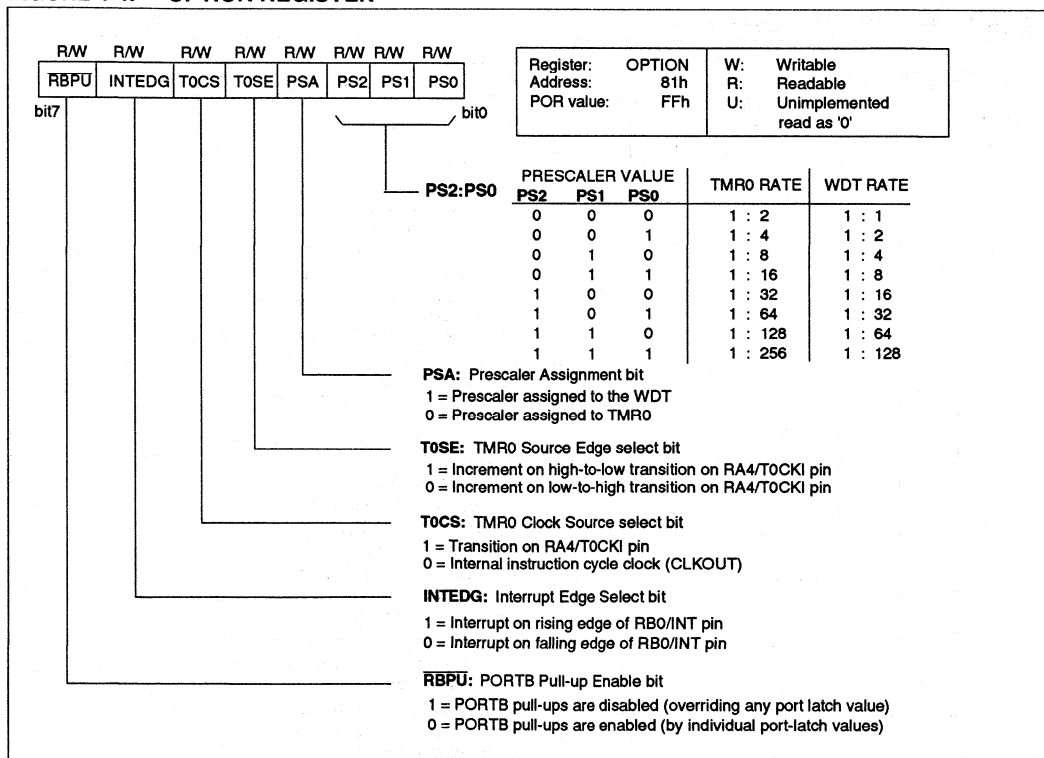 R/W R/W R/W R/W R/W R/W R/W R/W
RBPU INTEDG T0CS T0SE PSA PS2 PS1 PS0
bit7 bit0
Register: OPTION W: Writable
Address: 81h R: Readable
POR value: FFh U: Unimplemented
read as '0'
PS2:PS0
PRESCALER VALUE TMR0 RATE WDT RATE
PS2 PS1 PS0
0 0 0 1 : 2 1 : 1
0 0 1 1 : 4 1 : 2
0 1 0 1 : 8 1 : 4
0 1 1 1 : 16 1 : 8
1 0 0 1 : 32 1 : 16
1 0 1 1 : 64 1 : 32
1 1 0 1 : 128 1 : 64
1 1 1 1 : 256 1 : 128
PSA: Prescaler Assignment bit
1 = Prescaler assigned to the WDT
0 = Prescaler assigned to TMR0
T0SE: TMR0 Source Edge select bit
1 = Increment on high-to-low transition on RA4/T0CKI pin
0 = Increment on low-to-high transition on RA4/T0CKI pin
T0CS: TMR0 Clock Source select bit
1 = Transition on RA4/T0CKI pin
0 = Internal instruction cycle clock (CLKOUT)
INTEDG: Interrupt Edge Select bit
1 = Interrupt on rising edge of RB0/INT pin
0 = Interrupt on falling edge of RB0/INT pin
RBPU: PORTB Pull-up Enable bit
1 = PORTB pull-ups are disabled (overriding any port latch value)
0 = PORTB pull-ups are enabled (by individual port-latch values)